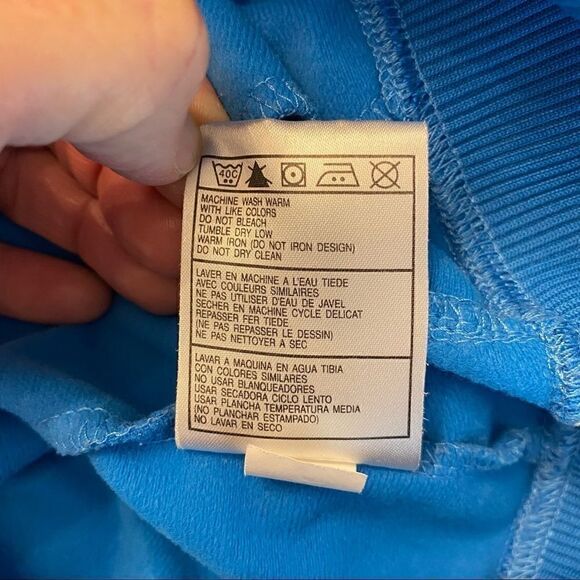 40C
MACHINE WASH WARM
WITH LIKE COLORS
DO NOT BLEACH
TUMBLE DRY LOW
WARM IRON (DO NOT IRON DESIGN)
DO NOT DRY CLEAN
LAVER EN MACHINE A L'EAU TIEDE
AVEC COULEURS SIMILAIRES
NE PAS UTILISER D'EAU DE JAVEL
SECHER EN MACHINE CYCLE DELICAT
REPASSER FER TIEDE
(NE PAS REPASSER LE DESSIN)
NE PAS NETTOYER A SEC
LAVAR A MAQUINA EN AGUA TIBIA
CON COLORES SIMILARES
NO USAR BLANQUEADORES
USAR SECADORA CICLO LENTO
USAR PLANCHA TEMPERATURA MEDIA
(NO PLANCHAR ESTAMPADO)
NO LAVAR EN SECO